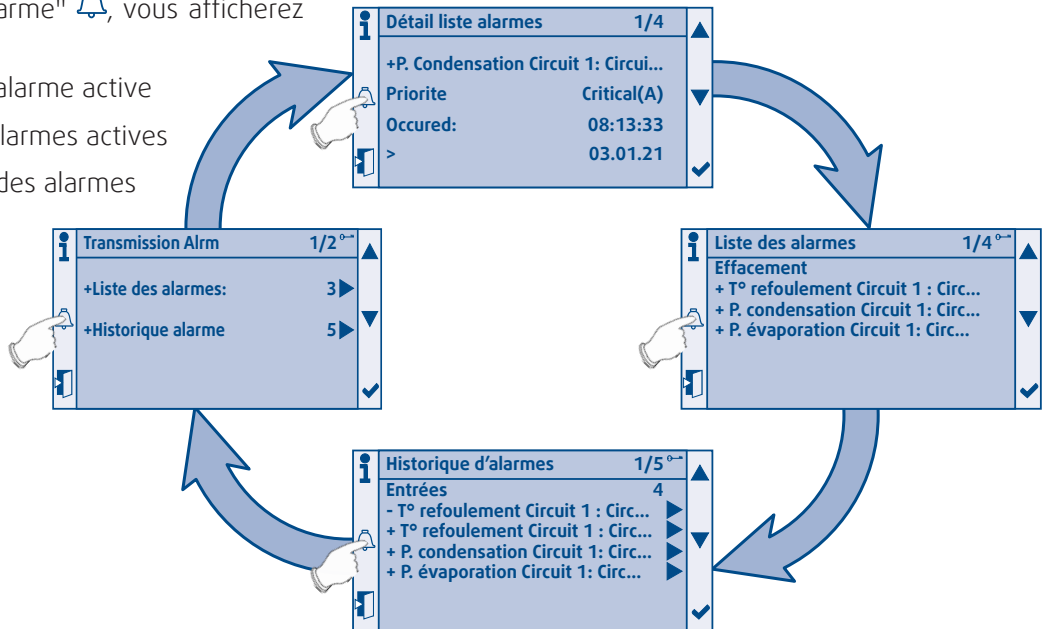 arme" , vous afficherez
alarme active
larmes actives
des alarmes
Détail liste alarmes 1/4
+P. Condensation Circuit 1: Circui...
Priorite Critical(A)
Occured: 08:13:33
> 03.01.21
Transmission Alrm 1/2
+Liste des alarmes: 3
+Historique alarme 5
Liste des alarmes 1/4
Effacement
+ T° refoulement Circuit 1 : Circ...
+ P. condensation Circuit 1: Circ...
+ P. évaporation Circuit 1: Circ...
Historique d'alarmes 1/5
Entrées 4
- T° refoulement Circuit 1 : Circ...
+ T° refoulement Circuit 1 : Circ...
+ P. condensation Circuit 1: Circ...
+ P. évaporation Circuit 1: Circ...